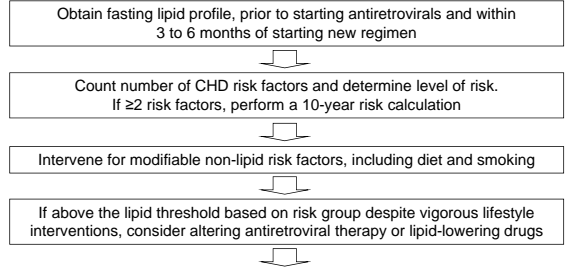 Obtain fasting lipid profile, prior to starting antiretrovirals and within
3 to 6 months of starting new regimen
Count number of CHD risk factors and determine level of risk.
If ≥2 risk factors, perform a 10-year risk calculation
Intervene for modifiable non-lipid risk factors, including diet and smoking
If above the lipid threshold based on risk group despite vigorous lifestyle
interventions, consider altering antiretroviral therapy or lipid-lowering drugs